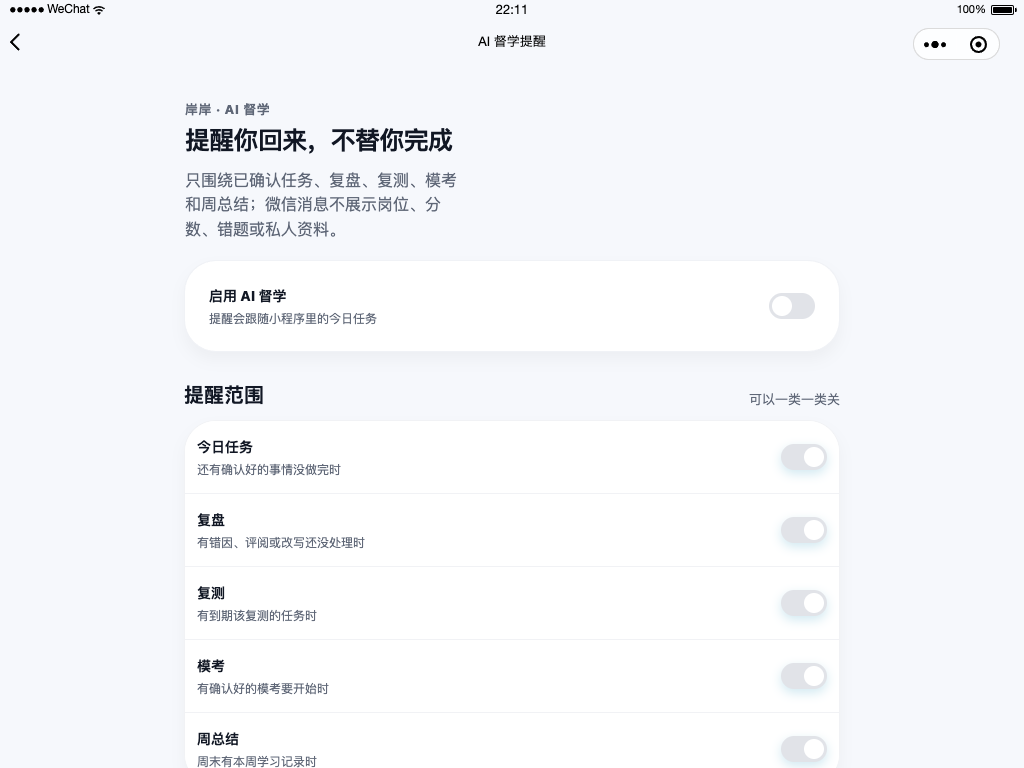 ●●●●● WeChat
22:11
100%
AI 督学提醒
岸岸 · AI 督学
提醒你回来，不替你完成
只围绕已确认任务、复盘、复测、模考
和周总结；微信消息不展示岗位、分
数、错题或私人资料。
启用 AI 督学
提醒会跟随小程序里的今日任务
提醒范围
可以一类一类关
今日任务
还有确认好的事情没做完时
复盘
有错因、评阅或改写还没处理时
复测
有到期该复测的任务时
模考
有确认好的模考要开始时
周总结
周末有本周学习记录时